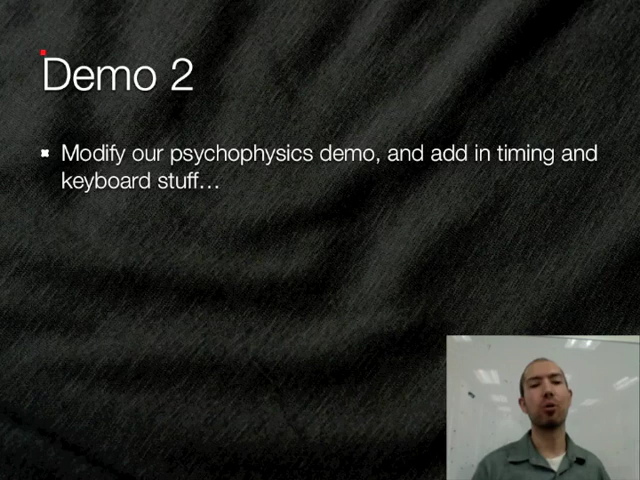 Demo 2
Modify our psychophysics demo, and add in timing and
keyboard stuff…